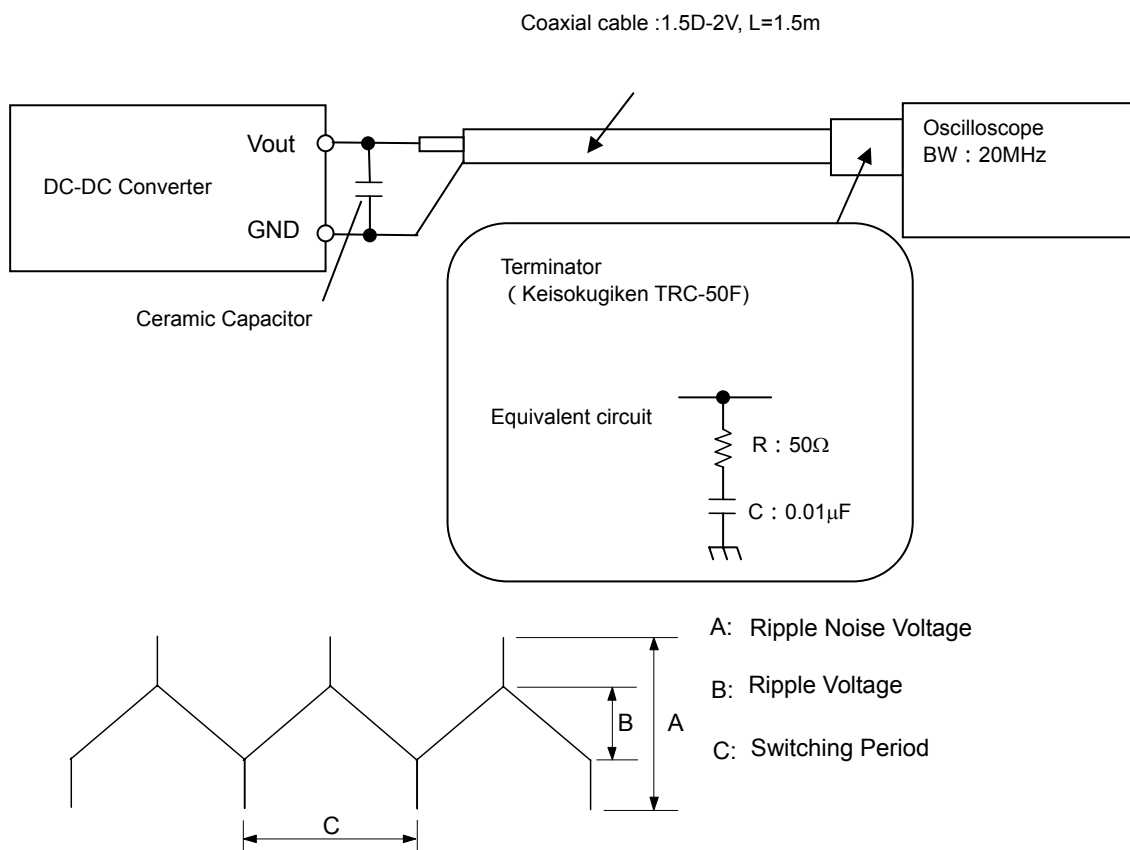 Coaxial cable :1.5D-2V, L=1.5m
Vout
DC-DC Converter
GND
Ceramic Capacitor
Oscilloscope
BW : 20MHz
Terminator
( Keisokugiken TRC-50F)
Equivalent circuit
R : 50Ω
C : 0.01μF
A: Ripple Noise Voltage
B: Ripple Voltage
C: Switching Period
B
A
C